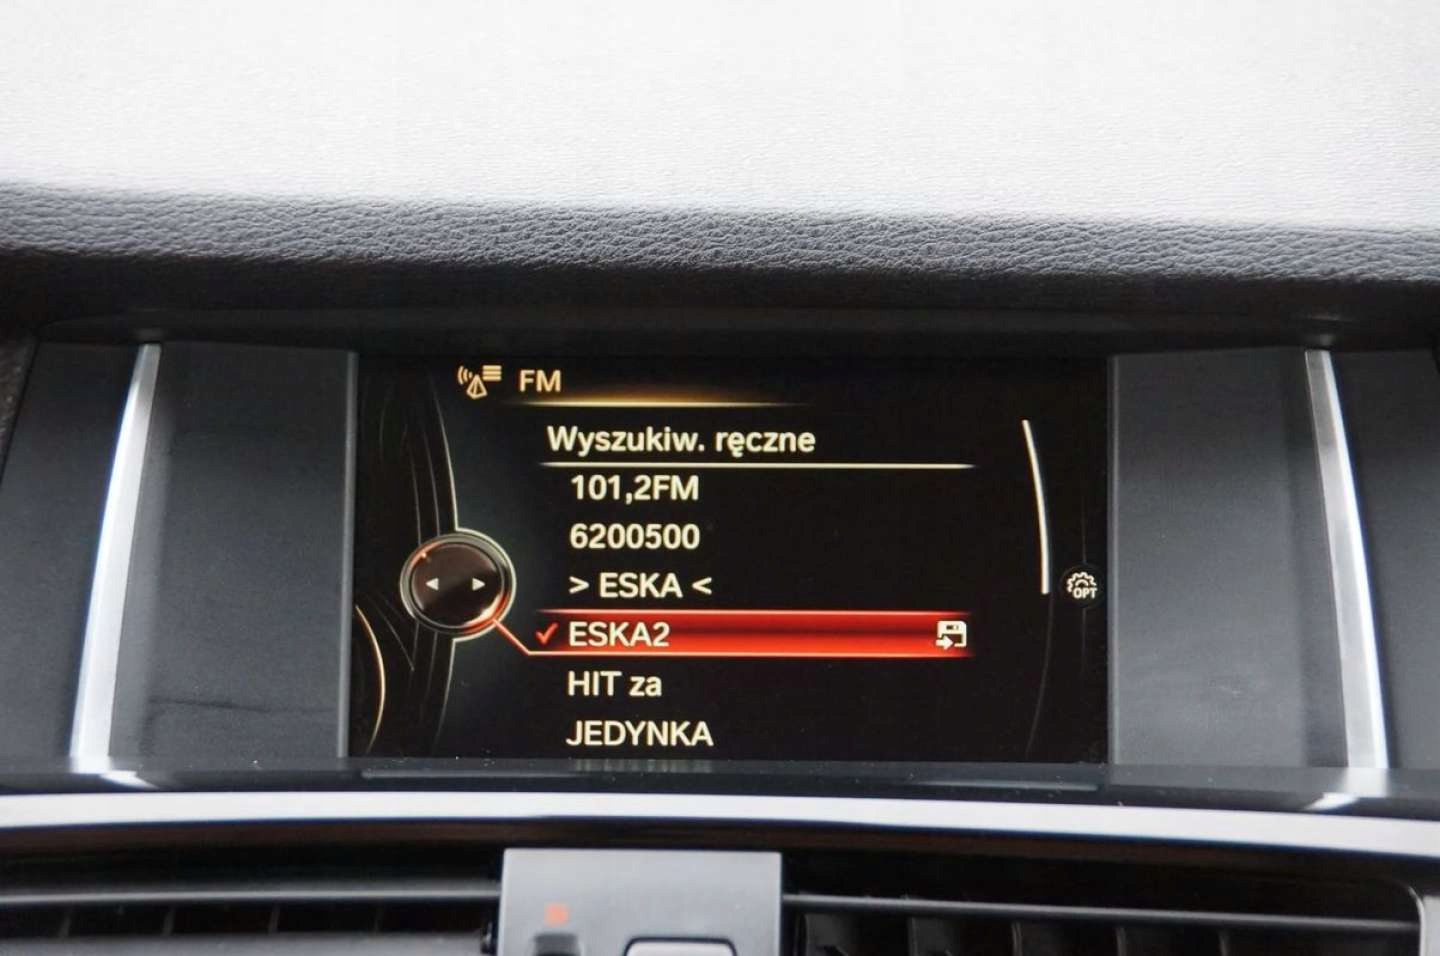 FM
Wyszukiw. ręczne
101,2FM
6200500
> ESKA <
ESKA2
HIT za
JEDYNKA
OPT